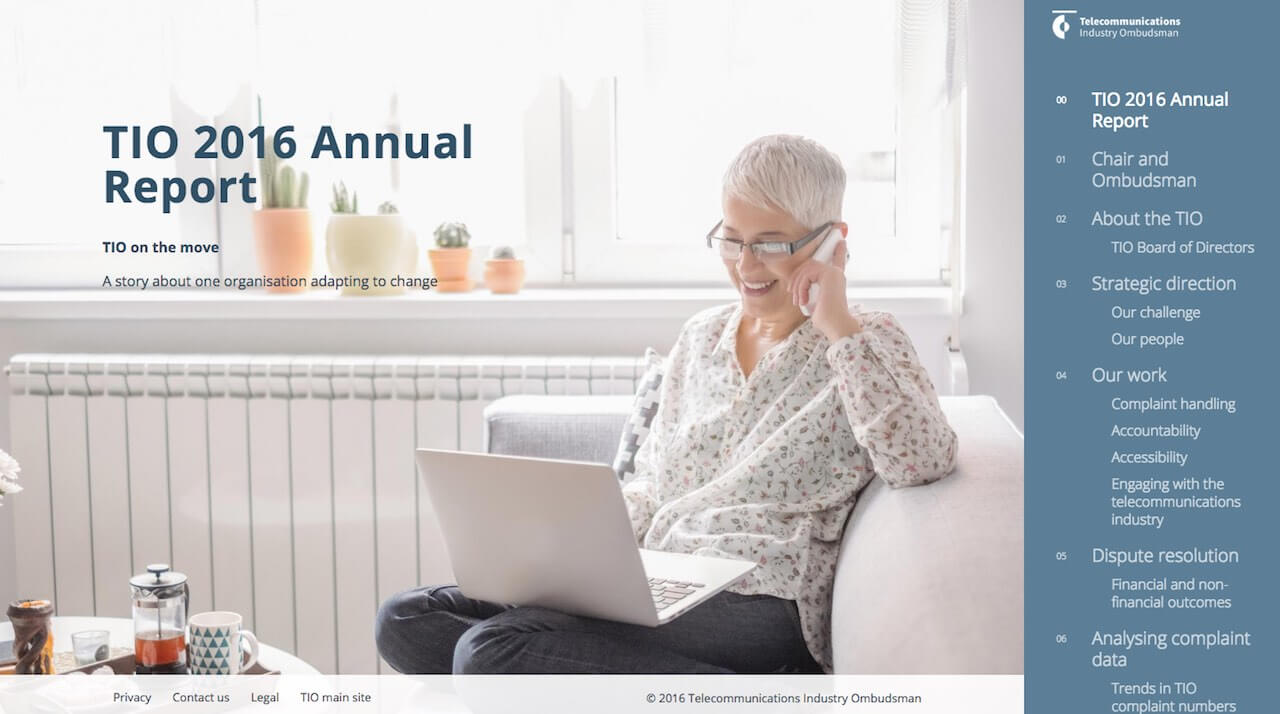 TIO 2016 Annual
Report
TIO on the move
A story about one organisation adapting to change
Privacy
Contact us
Legal
TIO main site
© 2016 Telecommunications Industry Ombudsman
Telecommunications
Industry Ombudsman
00 TIO 2016 Annual
Report
01 Chair and
Ombudsman
02 About the TIO
TIO Board of Directors
03 Strategic direction
Our challenge
Our people
04 Our work
Complaint handling
Accountability
Accessibility
Engaging with the
telecommunications
industry
05 Dispute resolution
Financial and non-
financial outcomes
06 Analysing complaint
data
Trends in TIO
complaint numbers